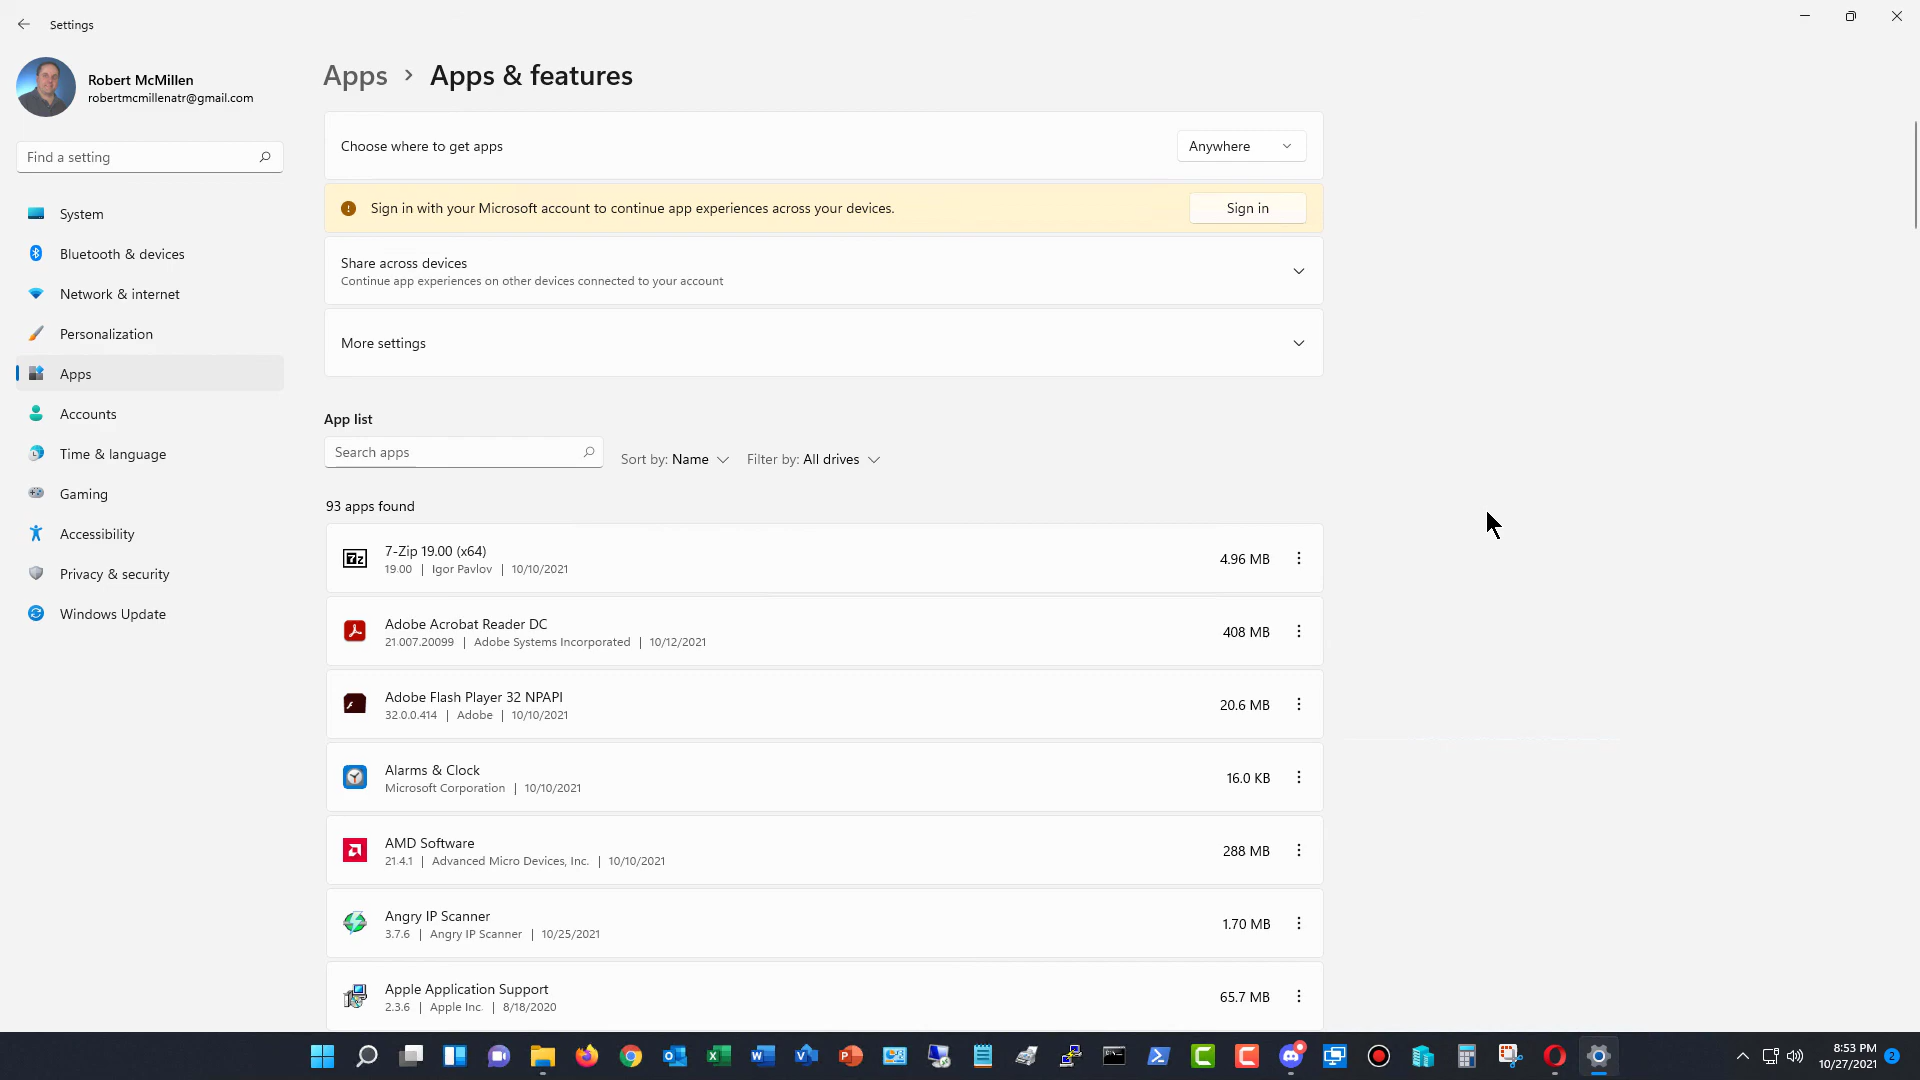 Settings
Robert McMillen
robertmcmillenatr@gmail.com
Find a setting
System
Bluetooth & devices
Network & internet
Personalization
Apps
Accounts
Time & language
Gaming
Accessibility
Privacy & security
Windows Update
Apps > Apps & features
Choose where to get apps
Anywhere
Sign in with your Microsoft account to continue app experiences across your devices.
Sign in
Share across devices
Continue app experiences on other devices connected to your account
More settings
App list
Search apps
Sort by: Name
Filter by: All drives
93 apps found
7-Zip 19.00 (x64)
19.00 | Igor Pavlov | 10/10/2021
4.96 MB
Adobe Acrobat Reader DC
21.007.20099 | Adobe Systems Incorporated | 10/12/2021
408 MB
Adobe Flash Player 32 NPAPI
32.0.0.414 | Adobe | 10/10/2021
20.6 MB
Alarms & Clock
Microsoft Corporation | 10/10/2021
16.0 KB
AMD Software
21.4.1 | Advanced Micro Devices, Inc. | 10/10/2021
288 MB
Angry IP Scanner
3.7.6 | Angry IP Scanner | 10/25/2021
1.70 MB
Apple Application Support
2.3.6 | Apple Inc. | 8/18/2020
65.7 MB
8:53 PM
10/27/2021
2